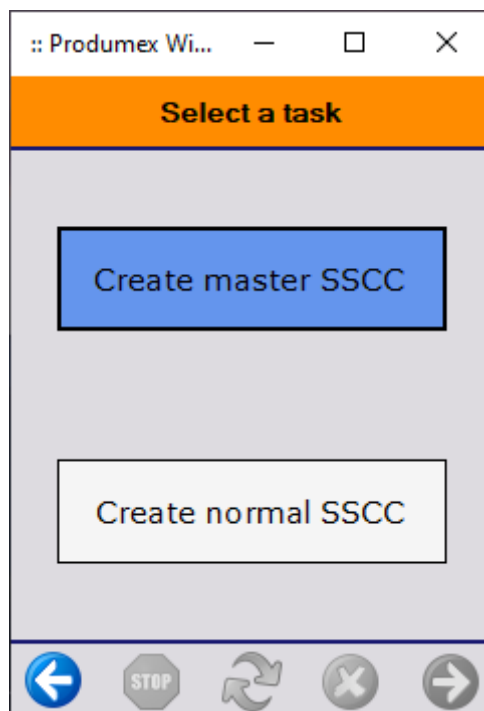 :: Produmex Wi...
Select a task
Create master SSCC
Create normal SSCC
STOP